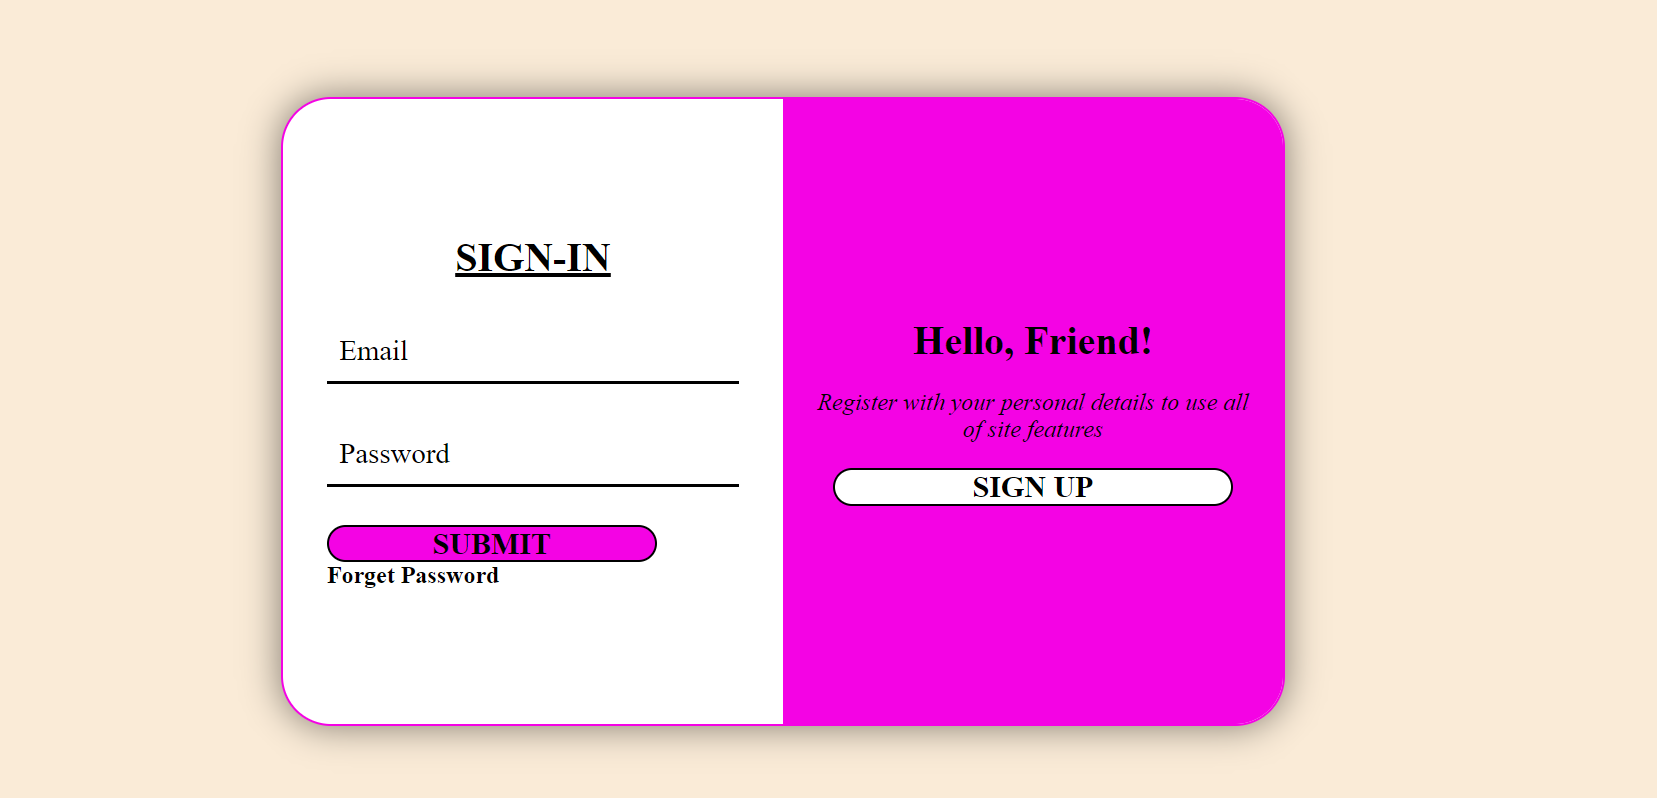 SIGN-IN
Email
Password
SUBMIT
Forget Password
Hello, Friend!
Register with your personal details to use all
of site features
SIGN UP